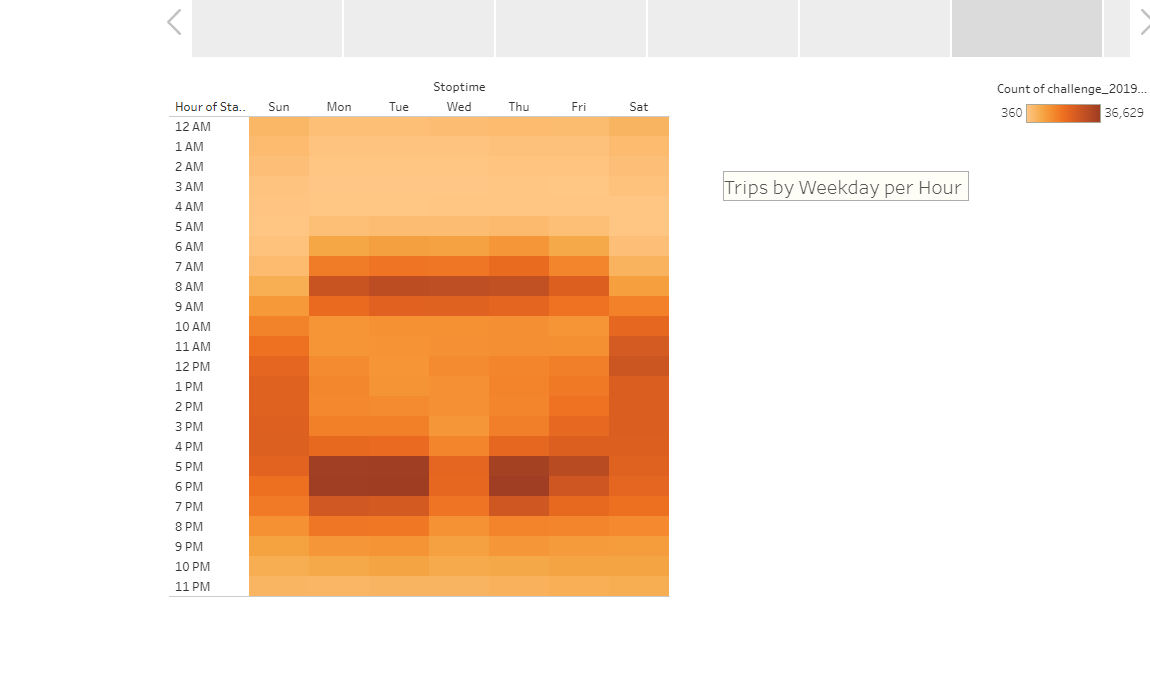 Stoptime
Count of challenge_2019...
Hour of Sta.. Sun Mon Tue Wed Thu Fri Sat
360 36,629
12 AM
1 AM
2 AM
3 AM
4 AM
5 AM
6 AM
7 AM
8 AM
9 AM
10 AM
11 AM
12 PM
1 PM
2 PM
3 PM
4 PM
5 PM
6 PM
7 PM
8 PM
9 PM
10 PM
11 PM
Trips by Weekday per Hour